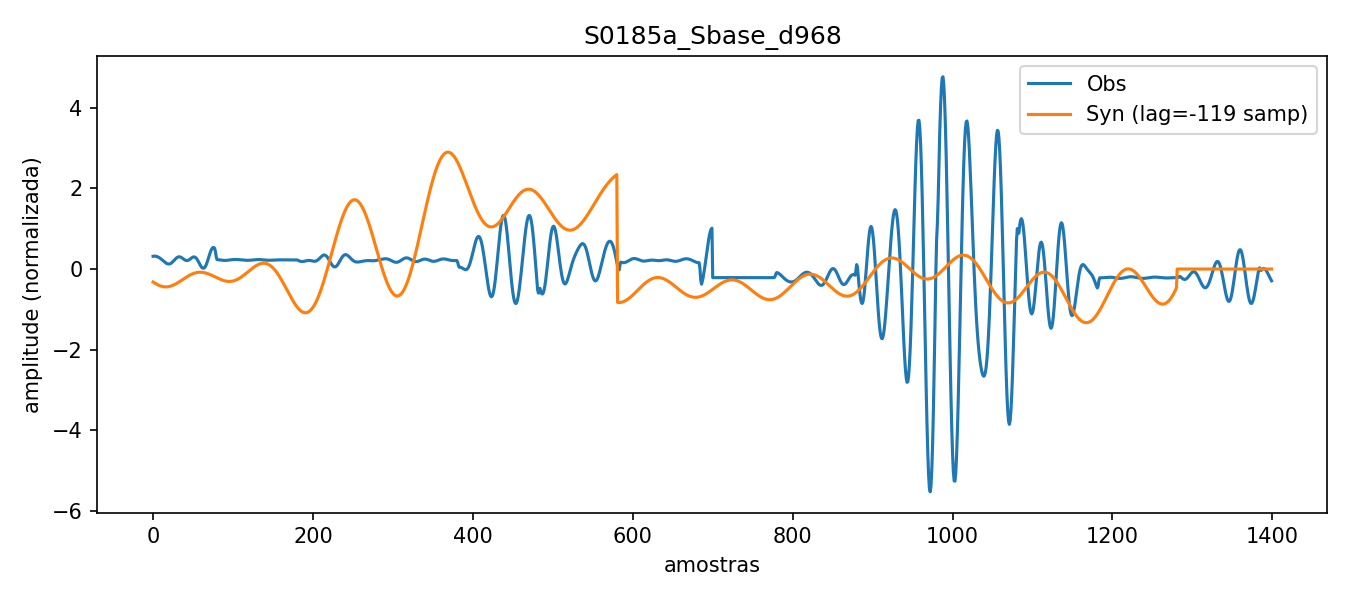 S0185a_Sbase_d968
Obs
Syn (lag=-119 samp)
amplitude (normalizada)
4
2
0
−2
−4
−6
0 200 400 600 800 1000 1200 1400
amostras